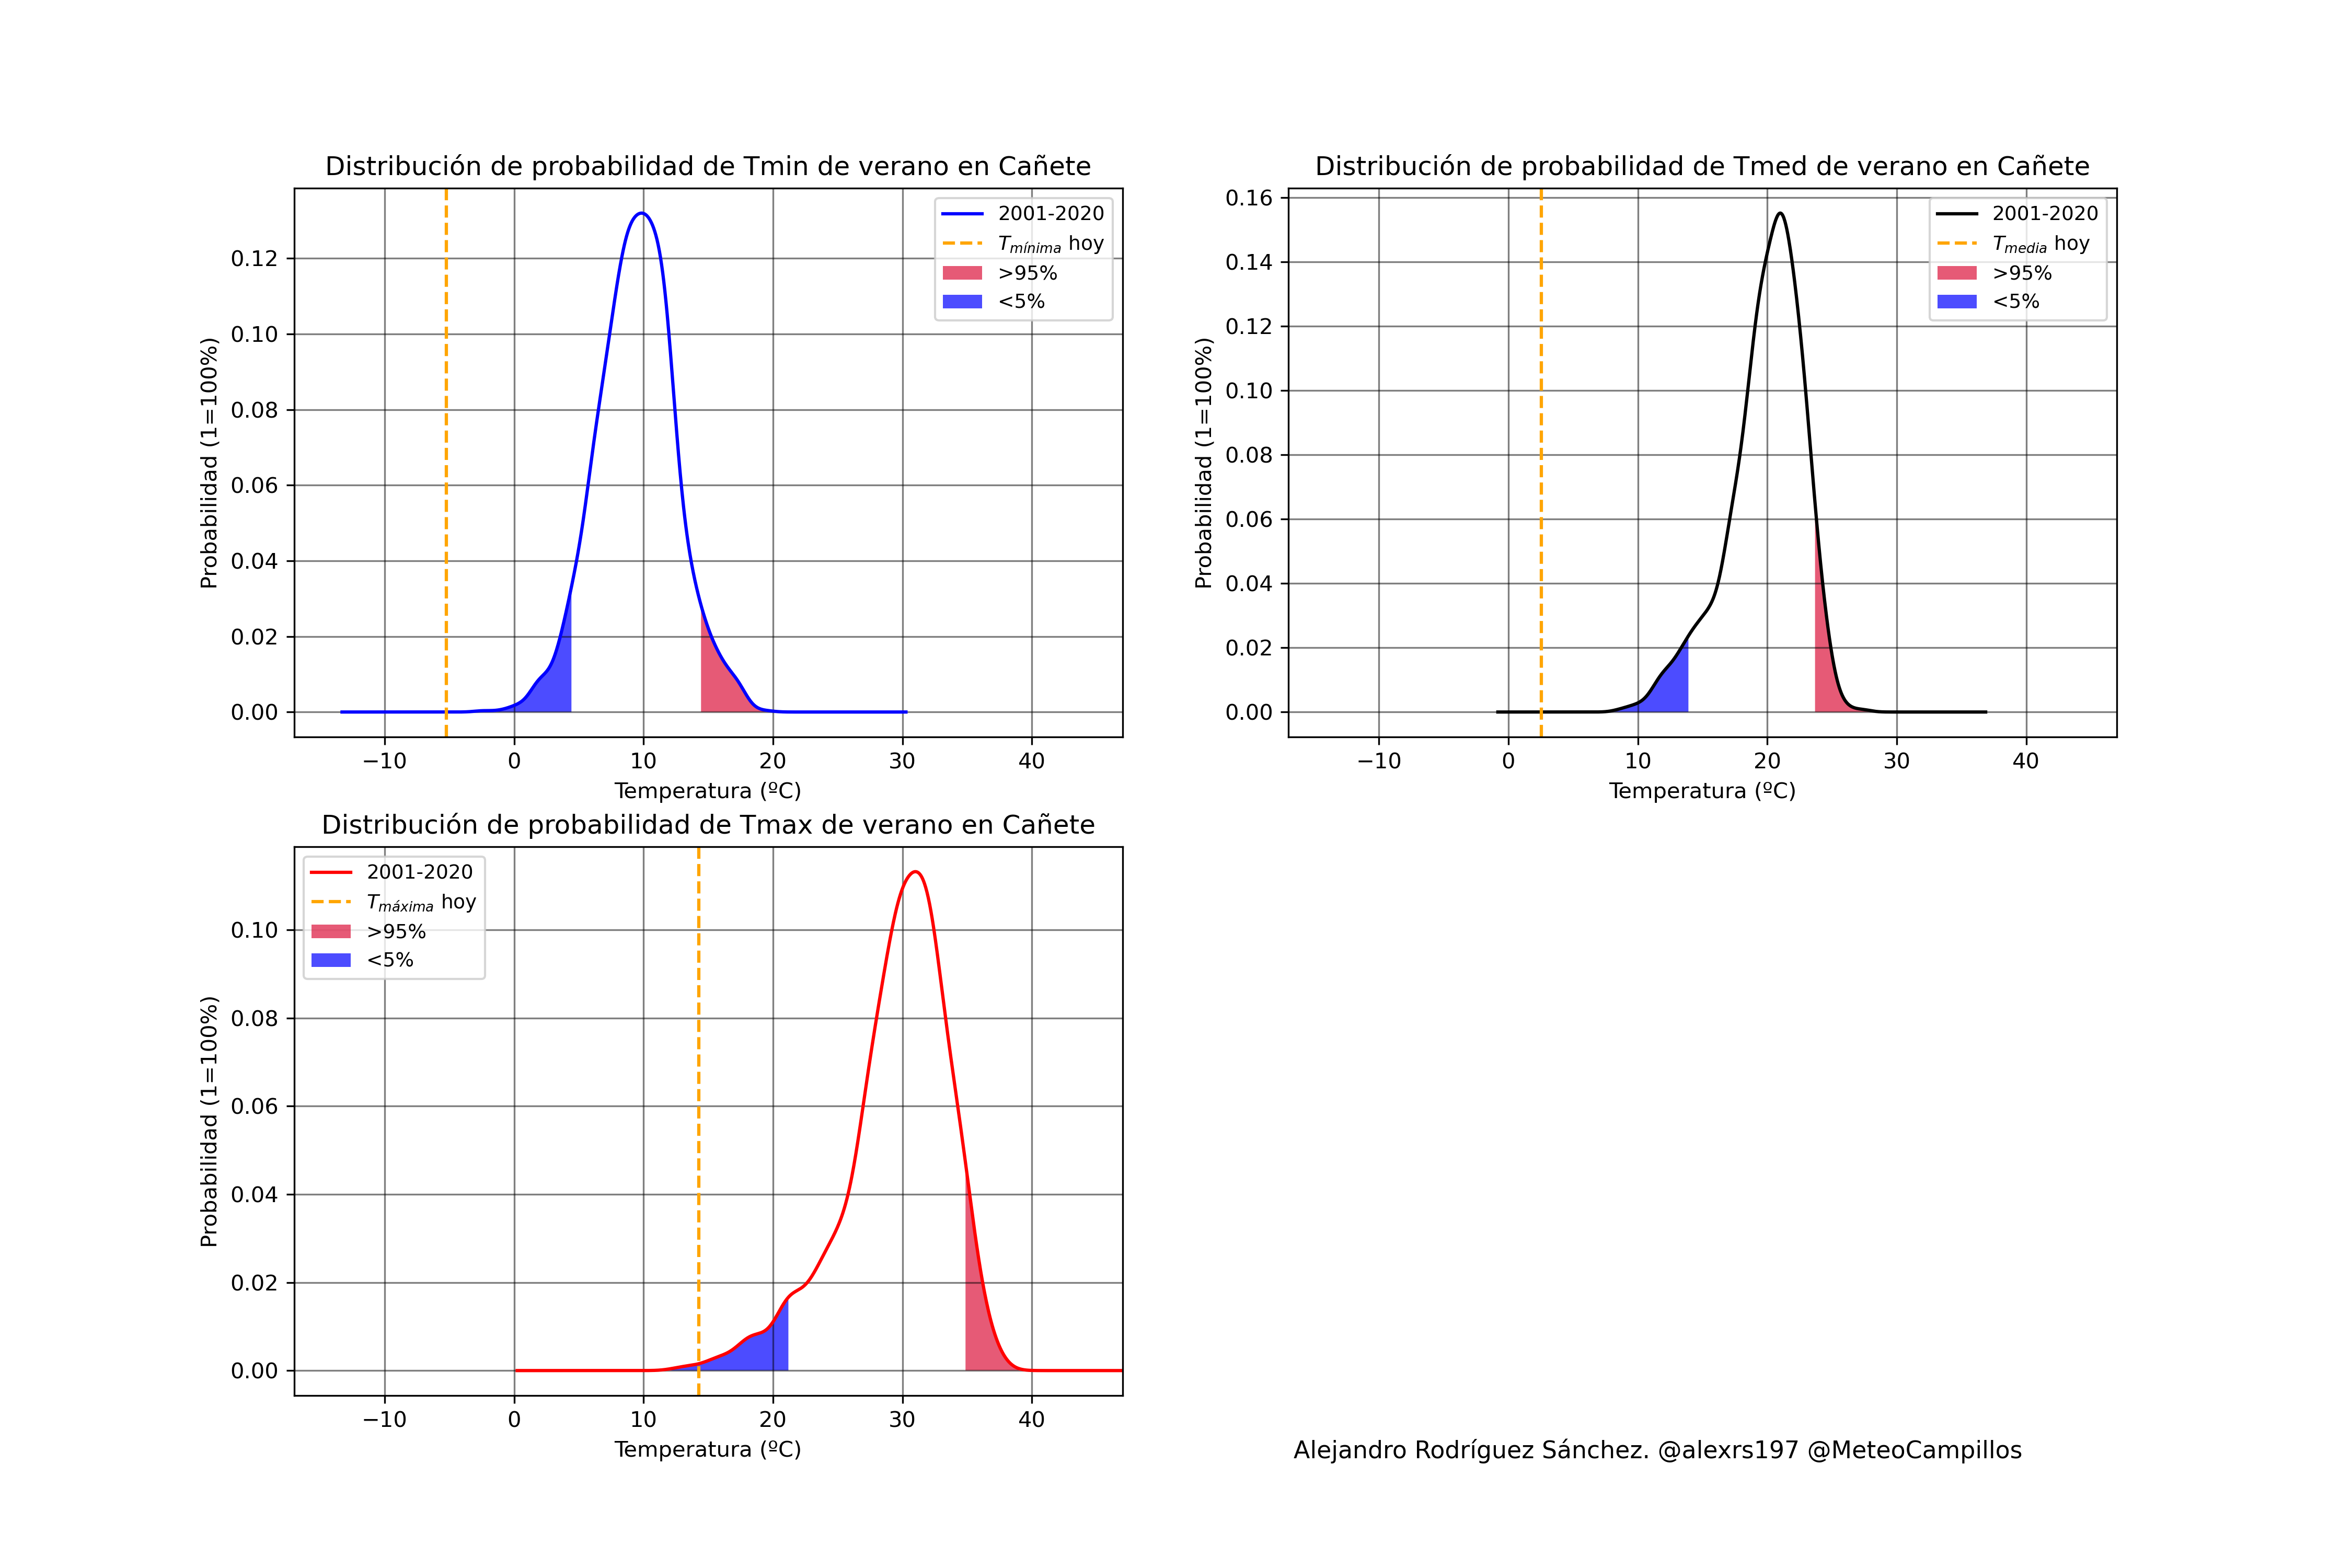 Distribución de probabilidad de Tmin de verano en Cañete
Probabilidad (1=100%)
0.12
0.10
0.08
0.06
0.04
0.02
0.00
2001-2020
Tmínima hoy
>95%
<5%
−10 0 10 20 30 40
Temperatura (ºC)
Distribución de probabilidad de Tmed de verano en Cañete
Probabilidad (1=100%)
0.16
0.14
0.12
0.10
0.08
0.06
0.04
0.02
0.00
2001-2020
Tmedia hoy
>95%
<5%
−10 0 10 20 30 40
Temperatura (ºC)
Distribución de probabilidad de Tmax de verano en Cañete
Probabilidad (1=100%)
0.10
0.08
0.06
0.04
0.02
0.00
2001-2020
Tmáxima hoy
>95%
<5%
−10 0 10 20 30 40
Temperatura (ºC)
Alejandro Rodríguez Sánchez. @alexrs197 @MeteoCampillos